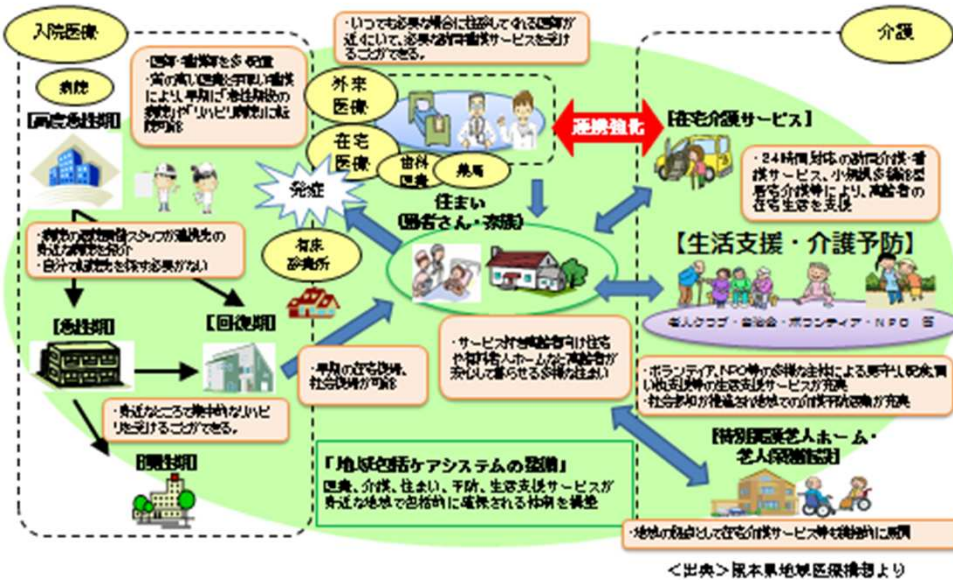 入院医療
病院
・医師・看護師を多く配置
・質の高い医療と手厚い看護
により、早期に「急性期後の
病院」や「リハビリ病院」に転
院可能
【高度急性期】
・いつでも必要な場合に往診してくれる医師が
近くにいて、必要な訪問看護サービスを受け
ることができる。
外来
医療
在宅
医療
歯科
医療
薬局
連携強化
介護
【在宅介護サービス】
・24時間対応の訪問介護・看
護サービス、小規模多機能型
居宅介護等により、高齢者の
在宅生活を支援
発症
住まい
(患者さん・家族)
有床
診療所
・病院の退院調整スタッフが連携先の
身近な病院を紹介
・自分で転院先を探す必要がない
【急性期】
【回復期】
・早期の在宅復帰、
社会復帰が可能
・身近なところで集中的なリハビ
リを受けることができる。
【慢性期】
・サービス付き高齢者向け住宅
や有料老人ホームなど高齢者が
安心して暮らせる多様な住まい
【生活支援・介護予防】
老人クラブ・自治会・ボランティア・NPO 等
・ボランティア、NPO等の多様な主体による見守り、配食、買
い物支援等の生活支援サービスが充実
・社会参加が推進され地域での介護予防活動が充実
【特別養護老人ホーム・
老人保健施設】
・地域の拠点として在宅介護サービス等も積極的に展開
「地域包括ケアシステムの整備」
医療、介護、住まい、予防、生活支援サービスが
身近な地域で包括的に確保される体制を構築
<出典>熊本県地域医療構想より